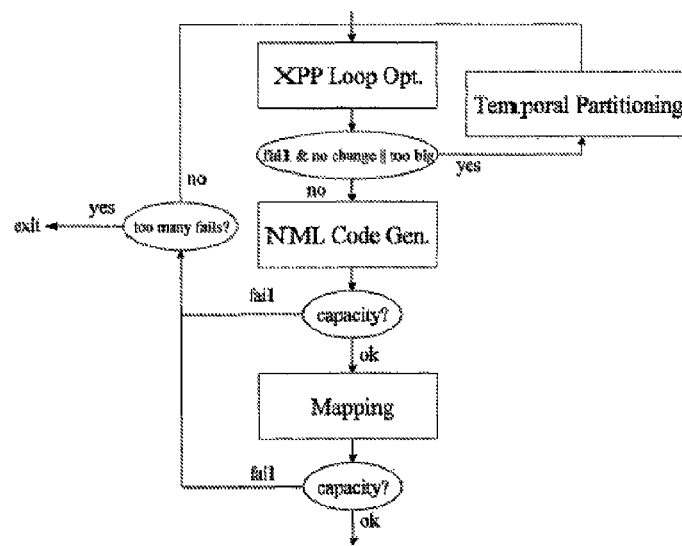 XPP Loop Opt.
Temporal Partitioning
fail & no change || too big
yes
no
no
NML Code Gen.
yes
exit
too many fails?
fail
capacity?
ok
Mapping
fail
capacity?
ok